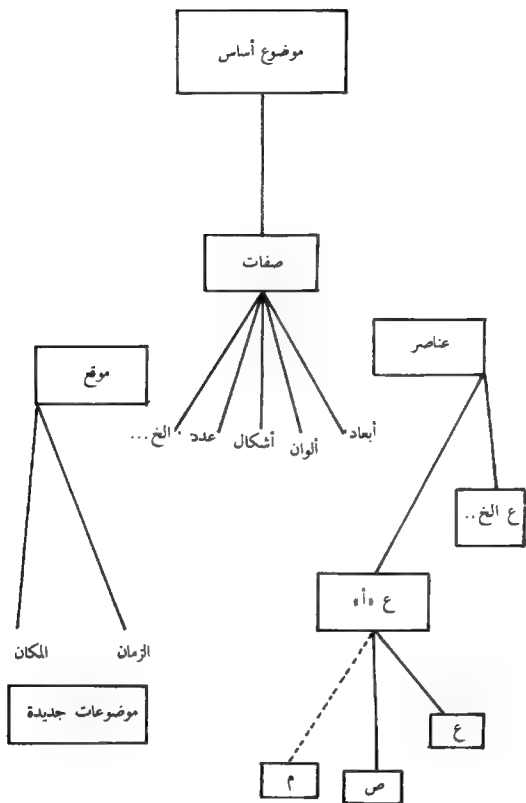 موضوع أساس
صفات
عناصر
موقع
أبعاد
ألوان
أشكال
عدد
الخ...
ع الخ..
ع «أ»
الزمان
المكان
موضوعات جديدة
ع
ص
م